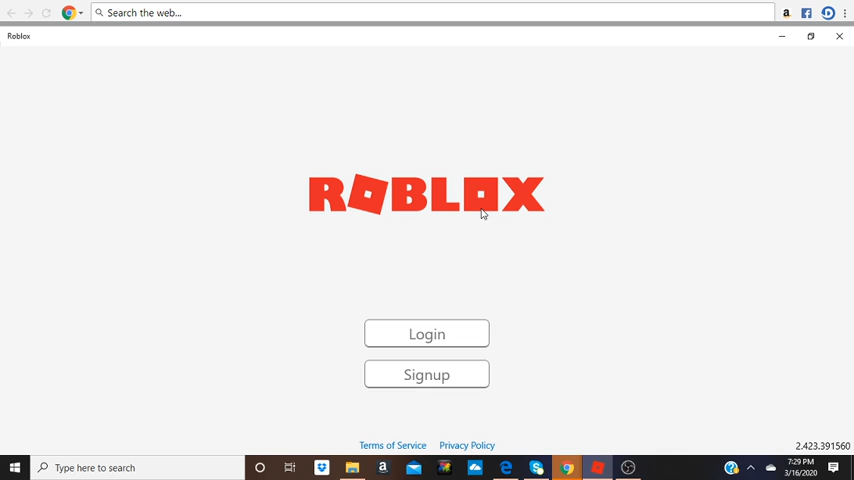 Search the web...
Roblox
ROBLOX
Login
Signup
Terms of Service Privacy Policy
2.423.391560
Type here to search
7:29 PM
3/16/2020